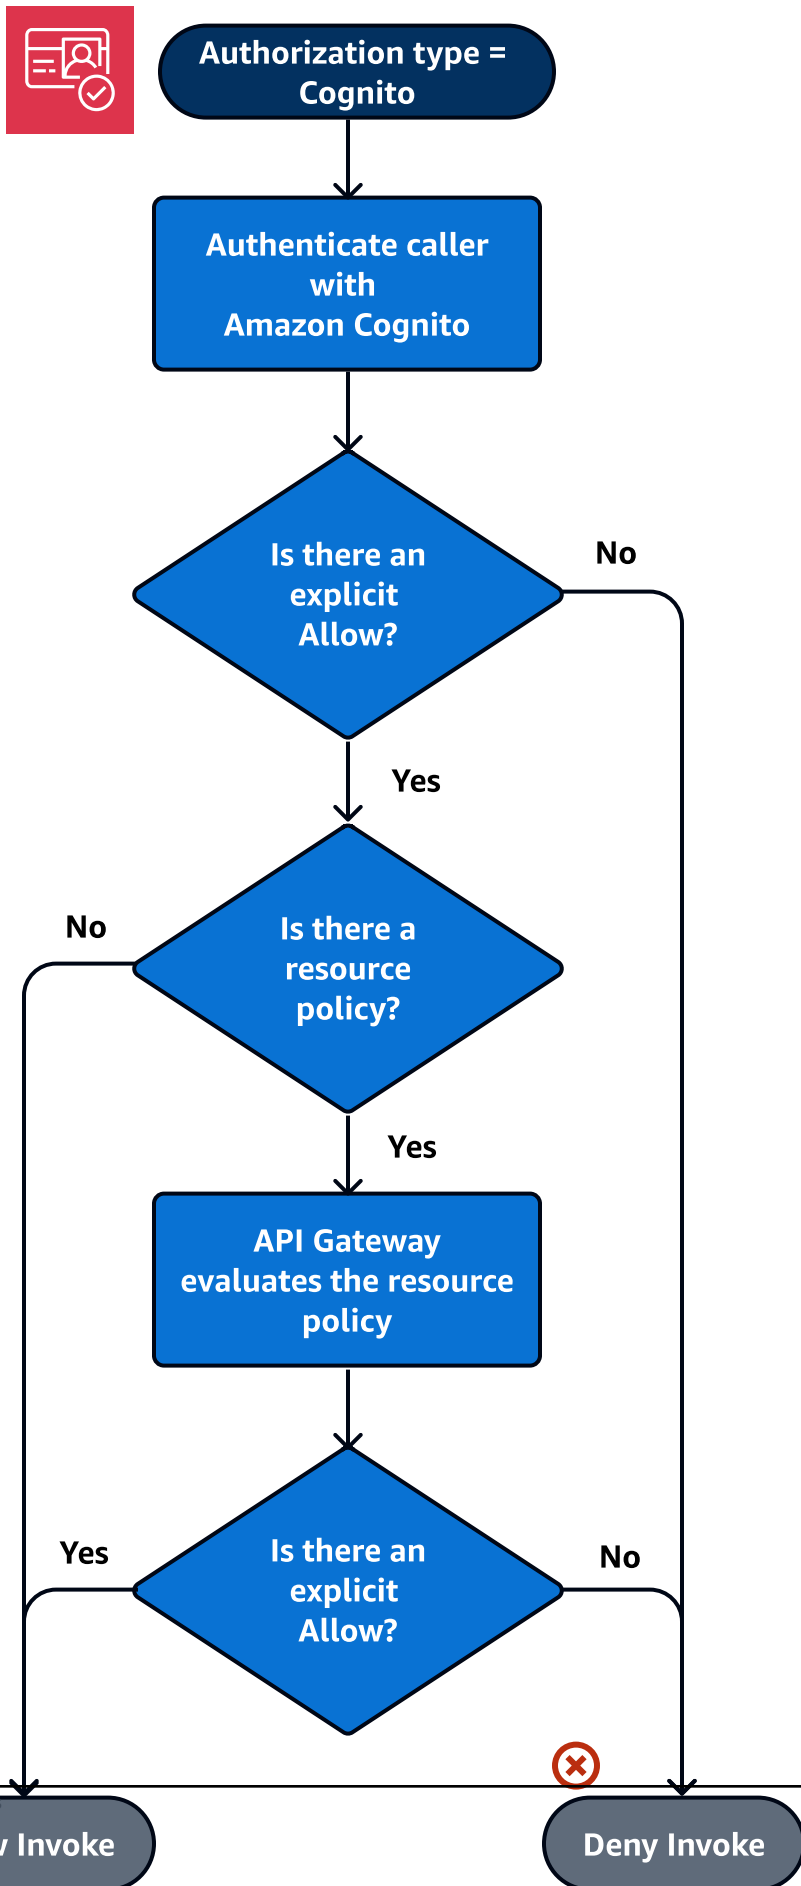 Authorization type =
Cognito
Authenticate caller
with
Amazon Cognito
Is there an
explicit
Allow?
No
Yes
Is there a
resource
policy?
No
Yes
API Gateway
evaluates the resource
policy
Is there an
explicit
Allow?
Yes
No
Invoke
Deny Invoke